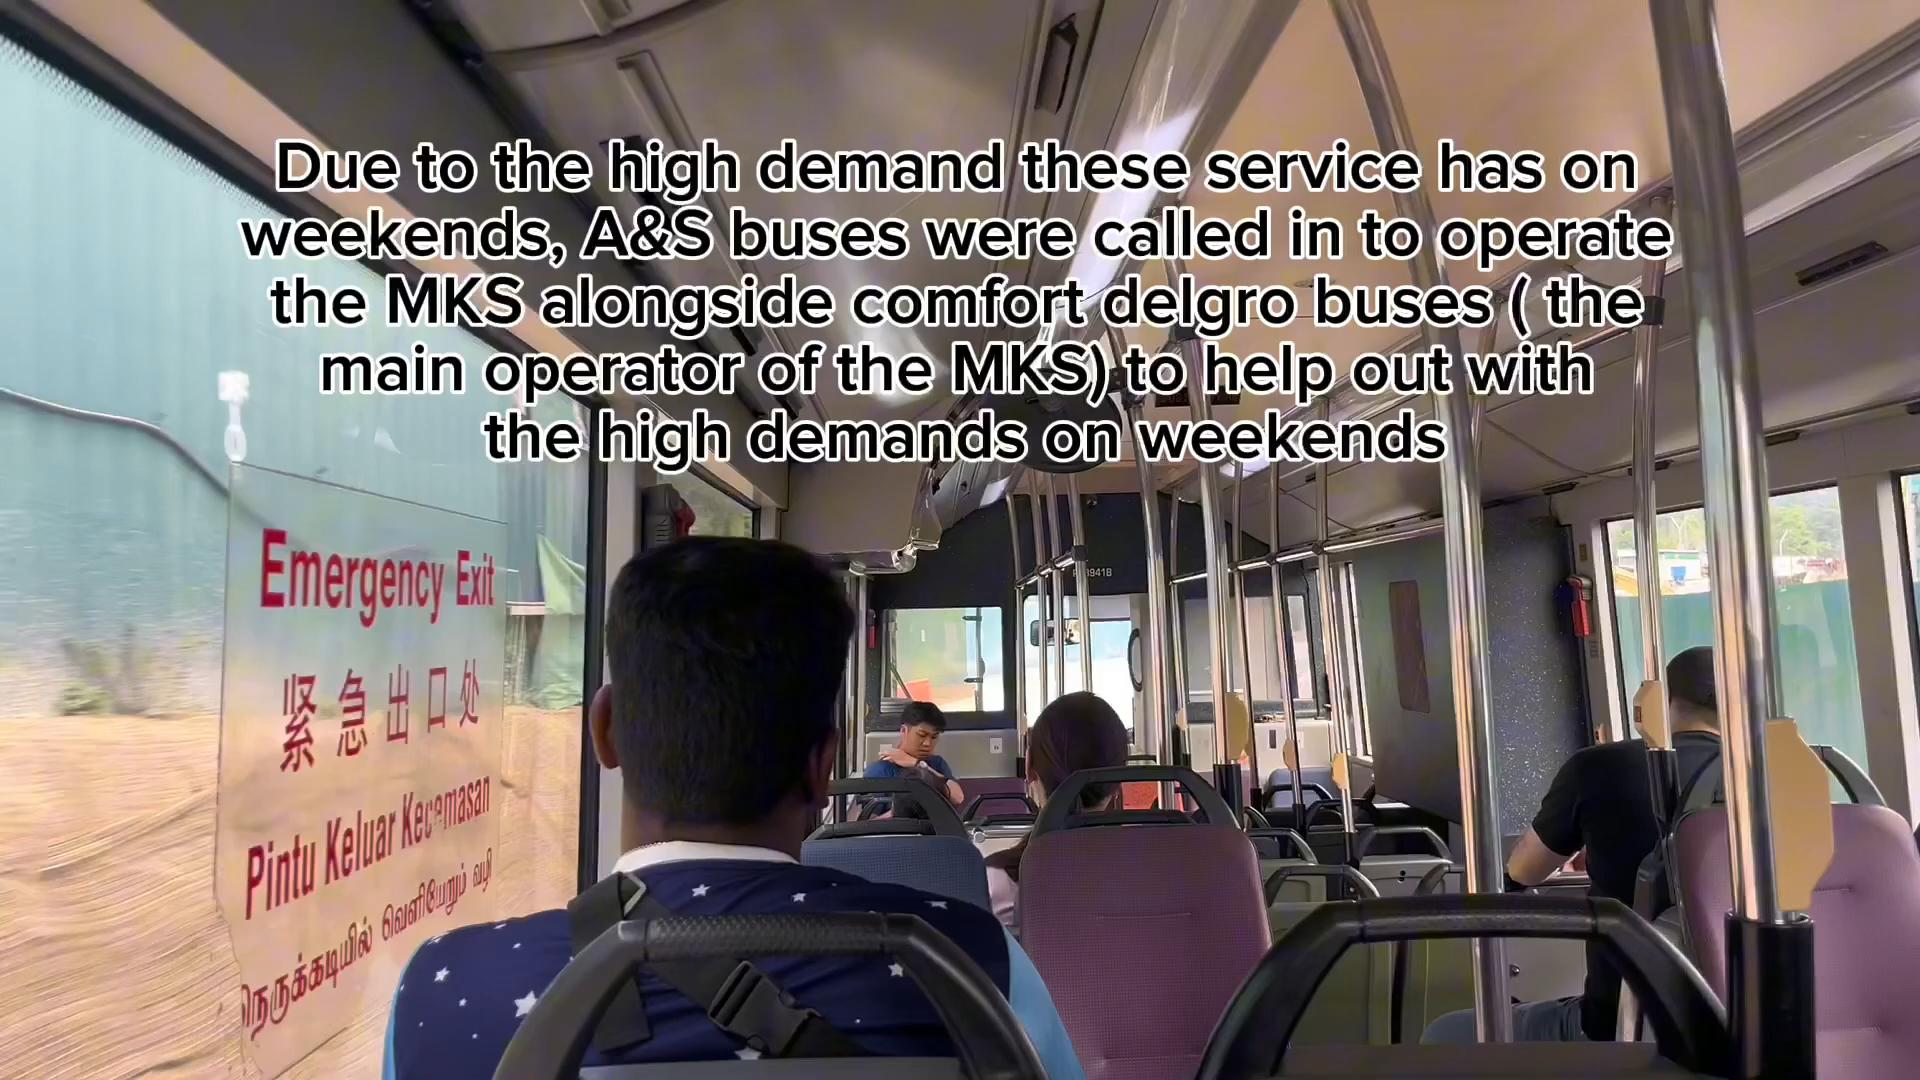 Due to the high demand these service has on
weekends, A&S buses were called in to operate
the MKS alongside comfort delgro buses ( the
main operator of the MKS) to help out with
the high demands on weekends
Emergency Exit
紧急出口处
Pintu Keluar Kecemasan
நெருக்கடியில் வெளியேறும் வழி